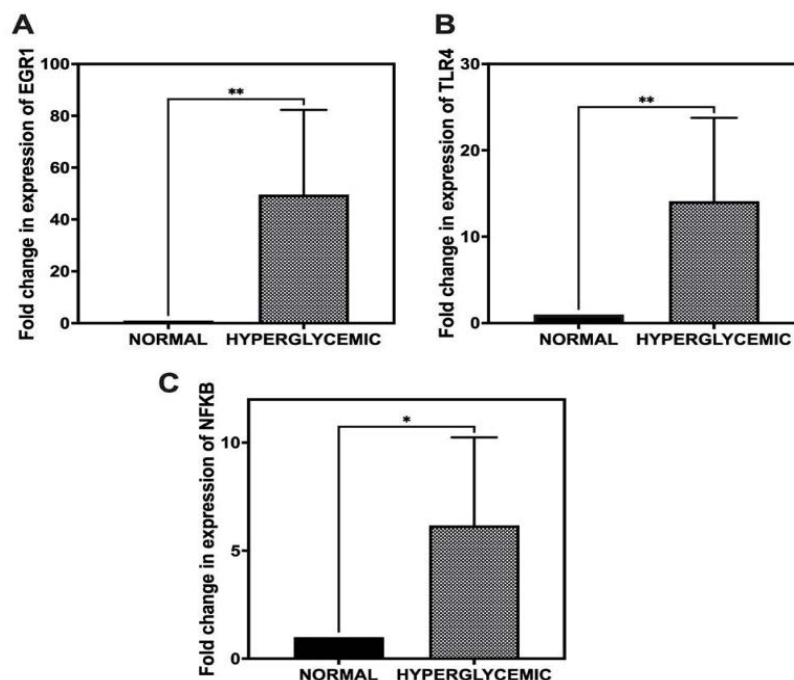 A
Fold change in expression of EGR1
100
80
60
40
20
0
**
NORMAL HYPERGLYCEMIC
B
Fold change in expression of TLR4
30
20
10
0
**
NORMAL HYPERGLYCEMIC
C
Fold change in expression of NFKB
10
5
0
*
NORMAL HYPERGLYCEMIC